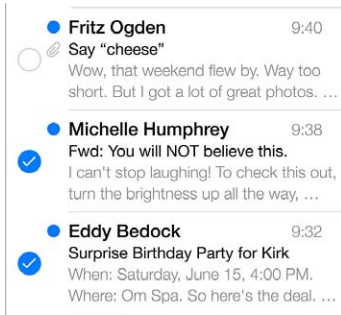 Fritz Ogden 9:40
Say “cheese”
Wow, that weekend flew by. Way too
short. But I got a lot of great photos. ...
Michelle Humphrey 9:38
Fwd: You will NOT believe this.
I can't stop laughing! To check this out,
turn the brightness up all the way, ...
Eddy Bedock 9:32
Surprise Birthday Party for Kirk
When: Saturday, June 15, 4:00 PM.
Where: Om Spa. So here's the deal. ...